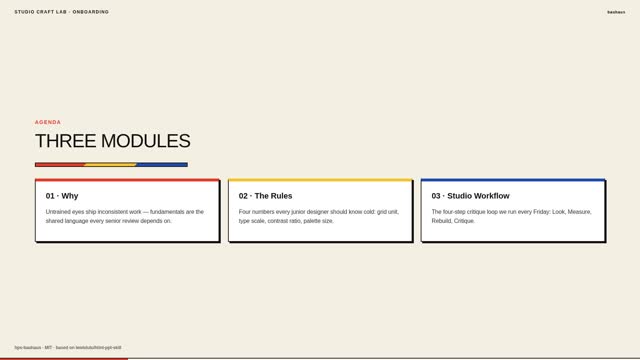 STUDIO CRAFT LAB · ONBOARDING
bauhaus
AGENDA
THREE MODULES
01 · Why
Untrained eyes ship inconsistent work — fundamentals are the
shared language every senior review depends on.
02 · The Rules
Four numbers every junior designer should know cold: grid unit,
type scale, contrast ratio, palette size.
03 · Studio Workflow
The four-step critique loop we run every Friday: Look, Measure,
Rebuild, Critique.
hps-bauhaus · MIT · based on lewislulu/html-ppt-skill